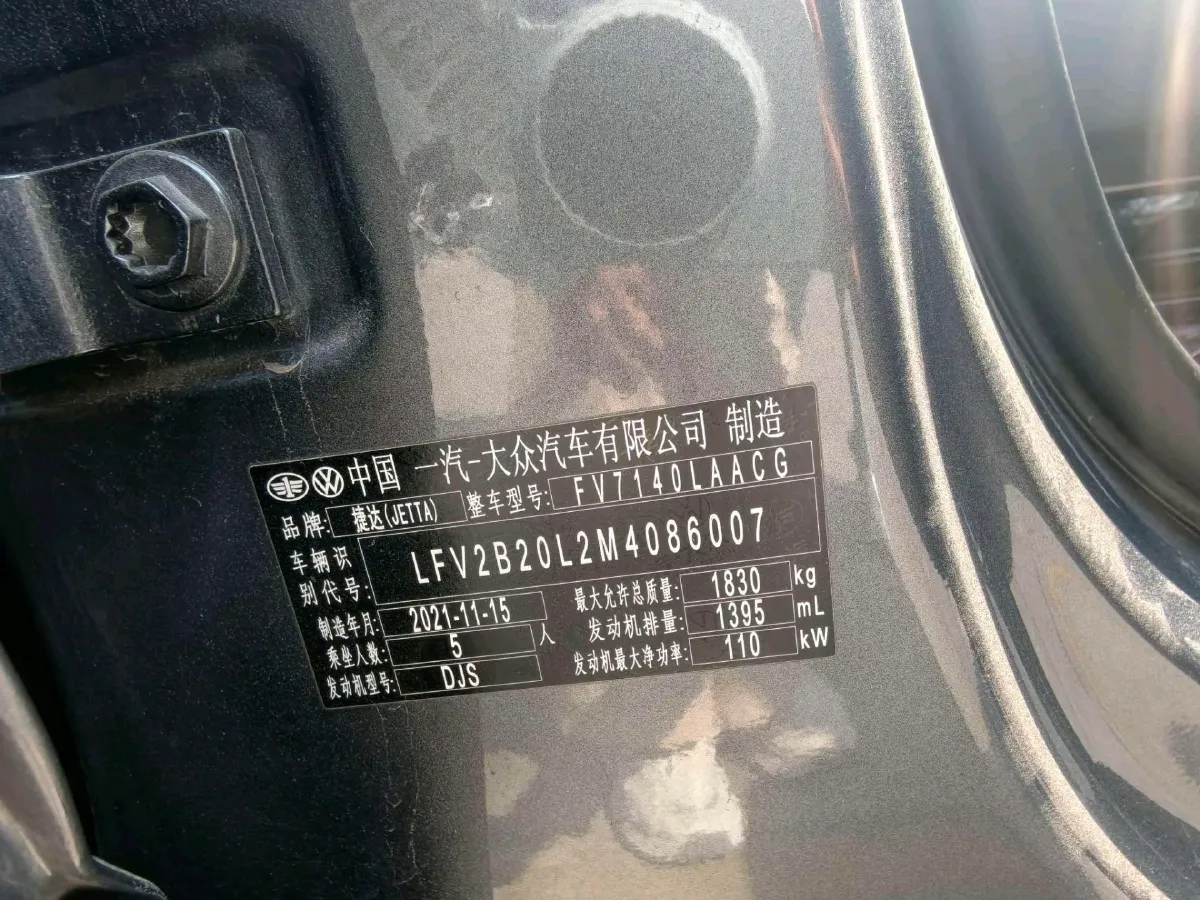 中国 一汽-大众汽车有限公司 制造
品牌: 捷达(JETTA) 整车型号: FV7140LAACG
车辆识别代号: LFV2B20L2M4086007
制造年月: 2021-11-15 最大允许总质量: 1830 kg
乘坐人数: 5 人 发动机排量: 1395 mL
发动机型号: DJS 发动机最大净功率: 110 kW